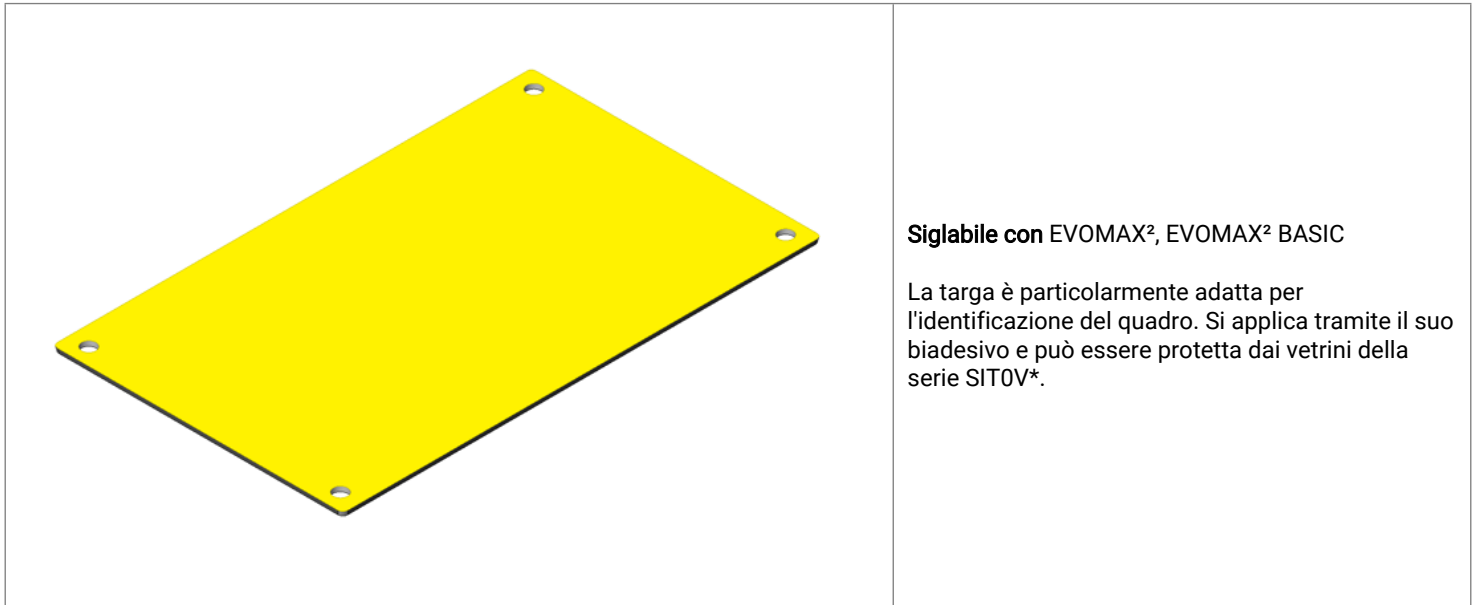 Siglabile con EVOMAX², EVOMAX² BASIC
La targa è particolarmente adatta per
l'identificazione del quadro. Si applica tramite il suo
biadesivo e può essere protetta dai vetrini della
serie SIT0V*.